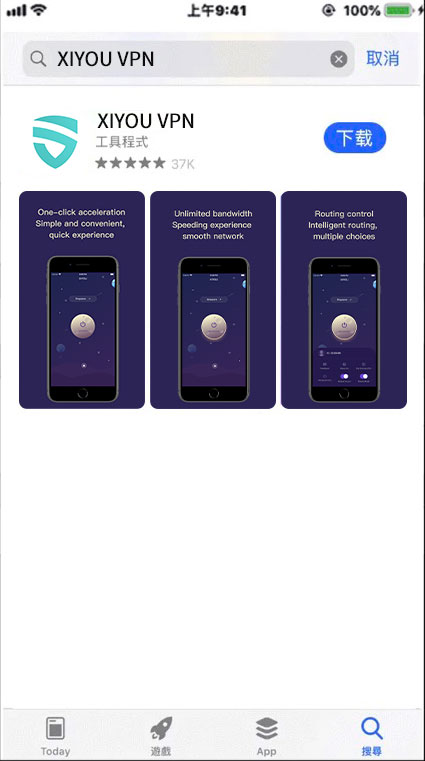 上午9:41
100%
XIYOU VPN
取消
XIYOU VPN
工具程式
37K
下载
One-click acceleration
Simple and convenient,
quick experience
Unlimited bandwidth
Speeding experience
smooth network
Routing control
Intelligent routing,
multiple choices
Today
遊戲
App
搜尋